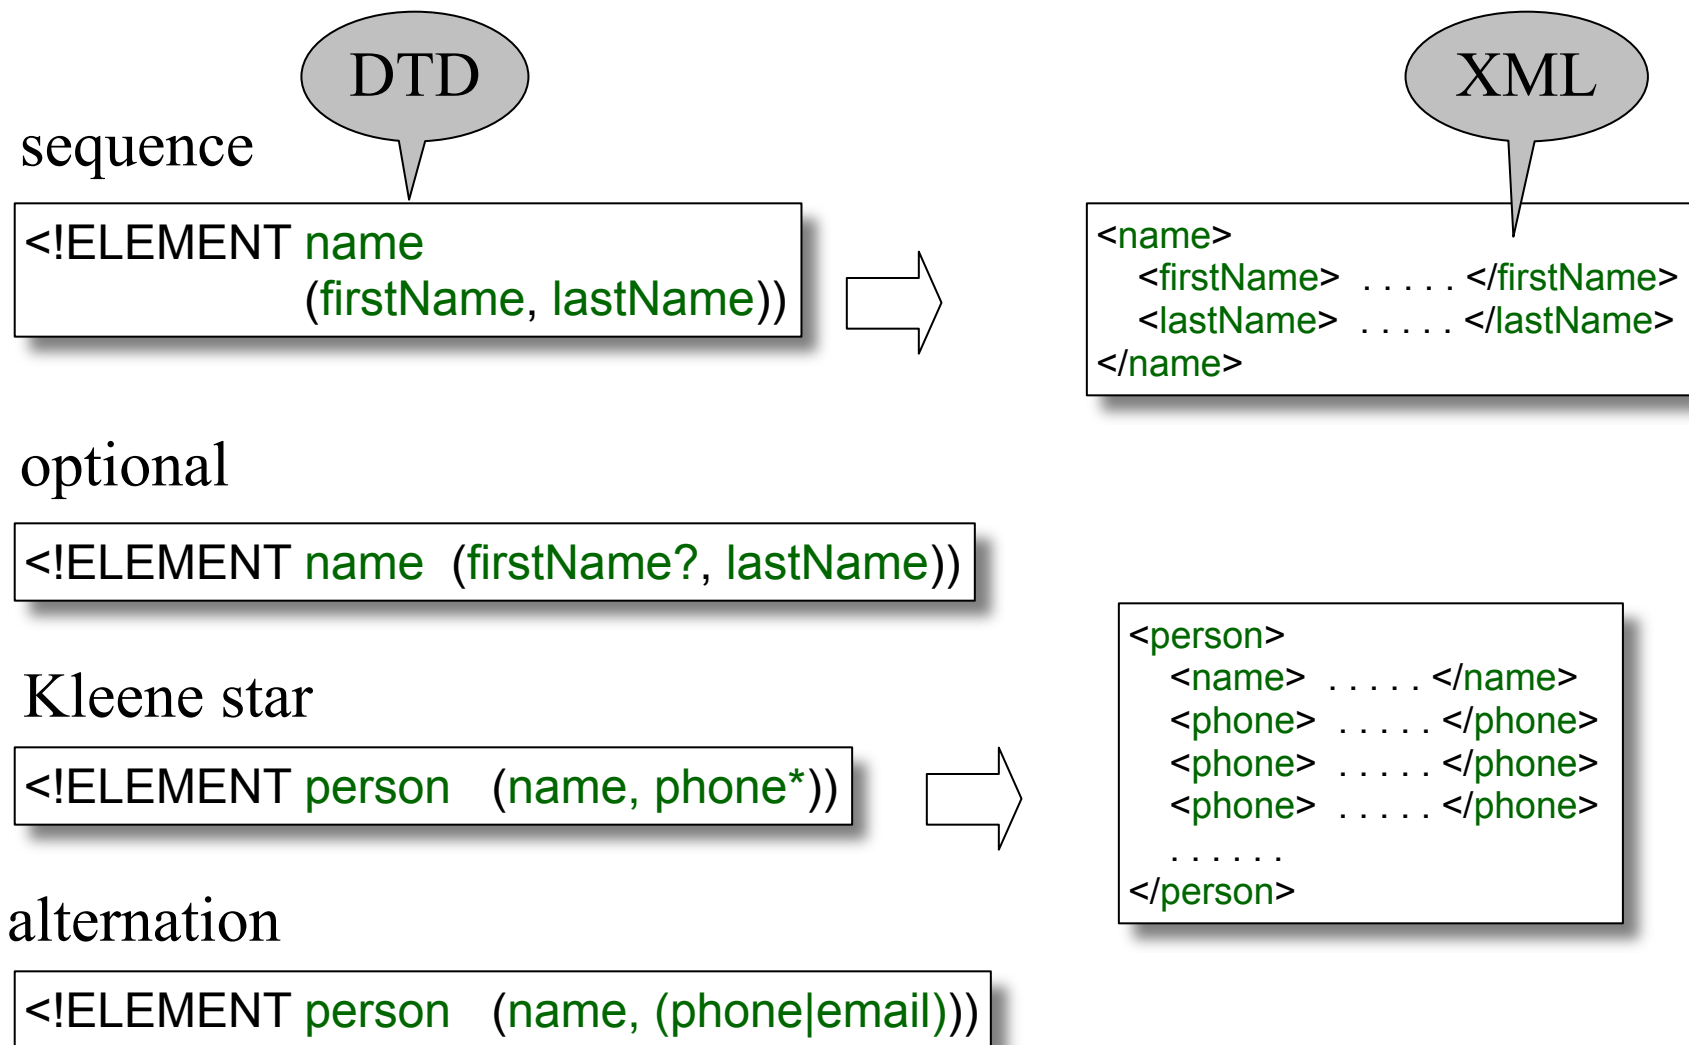 DTD
XML
sequence
<!ELEMENT name
(firstName, lastName))
<name>
<firstName> . . . . . </firstName>
<lastName> . . . . . </lastName>
</name>
optional
<!ELEMENT name (firstName?, lastName))
Kleene star
<!ELEMENT person (name, phone*))
<person>
<name> . . . . . </name>
<phone> . . . . . </phone>
<phone> . . . . . </phone>
<phone> . . . . . </phone>
. . . . . .
</person>
alternation
<!ELEMENT person (name, (phone|email)))